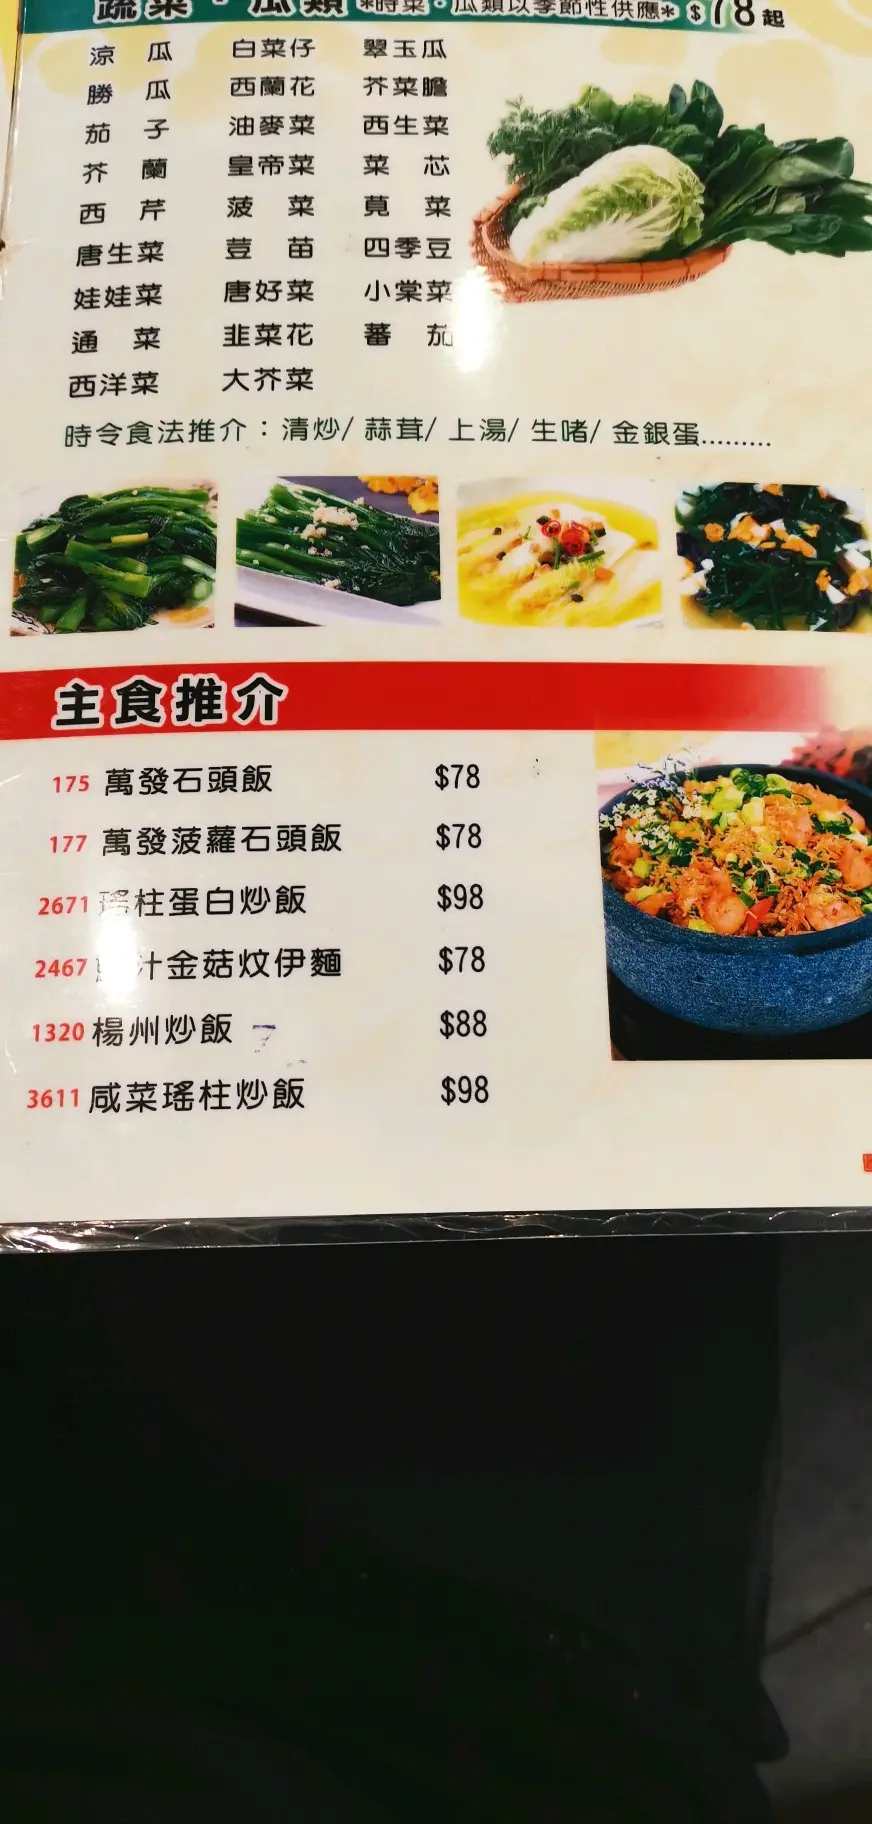 蔬菜·瓜類 *時菜·瓜類以季節性供應* $78起
涼瓜 白菜仔 翠玉瓜
勝瓜 西蘭花 芥菜膽
茄子 油麥菜 西生菜
芥蘭 皇帝菜 菜芯
西芹 菠菜 莧菜
唐生菜 荳苗 四季豆
娃娃菜 唐好菜 小棠菜
通菜 韭菜花 蕃茄
西洋菜 大芥菜
時令食法推介：清炒/ 蒜茸/ 上湯/ 生啫/ 金銀蛋.........
主食推介
175 萬發石頭飯 $78
177 萬發菠蘿石頭飯 $78
2671 瑤柱蛋白炒飯 $98
2467 汁金菇炆伊麵 $78
1320 楊州炒飯 $88
3611 咸菜瑤柱炒飯 $98